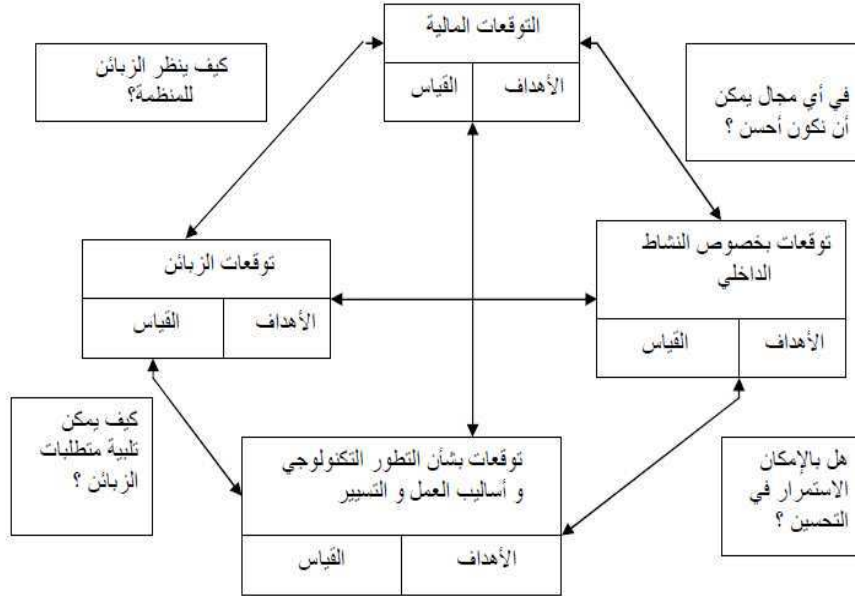 التوقعات المالية
الأهداف
القياس
كيف ينظر الزبائن
للمنظمة؟
في أي مجال يمكن
أن نكون أحسن ؟
توقعات بخصوص النشاط
الداخلي
الأهداف
القياس
توقعات الزبائن
الأهداف
القياس
كيف يمكن
تلبية متطلبات
الزبائن ؟
هل بالإمكان
الاستمرار في
التحسين ؟
توقعات بشأن التطور التكنولوجي
و أساليب العمل و التسيير
الأهداف
القياس